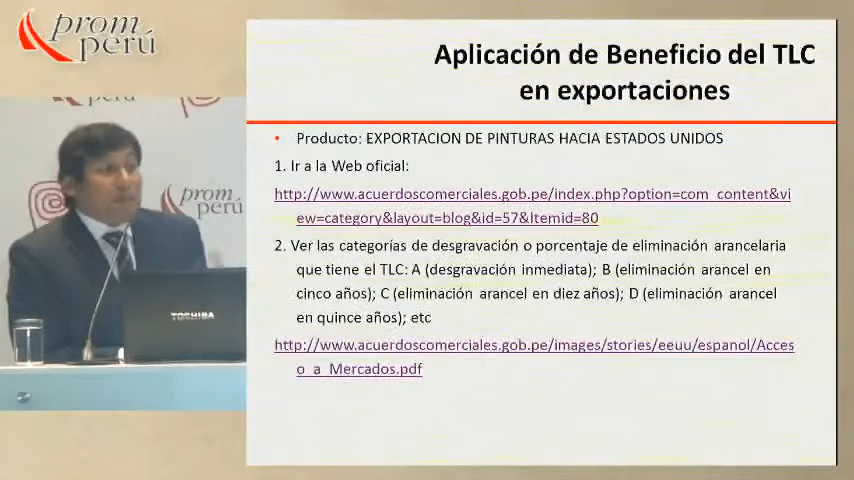 prom
perú
Aplicación de Beneficio del TLC
en exportaciones
• Producto: EXPORTACION DE PINTURAS HACIA ESTADOS UNIDOS
1. Ir a la Web oficial:
http://www.acuerdoscomerciales.gob.pe/index.php?option=com_content&vi
ew=category&layout=blog&id=57&Itemid=80
2. Ver las categorías de desgravación o porcentaje de eliminación arancelaria
que tiene el TLC: A (desgravación inmediata); B (eliminación arancel en
cinco años); C (eliminación arancel en diez años); D (eliminación arancel
en quince años); etc
http://www.acuerdoscomerciales.gob.pe/images/stories/eeuu/espanol/Acces
o_a_Mercados.pdf
perú
prom
perú
TOSHIBA